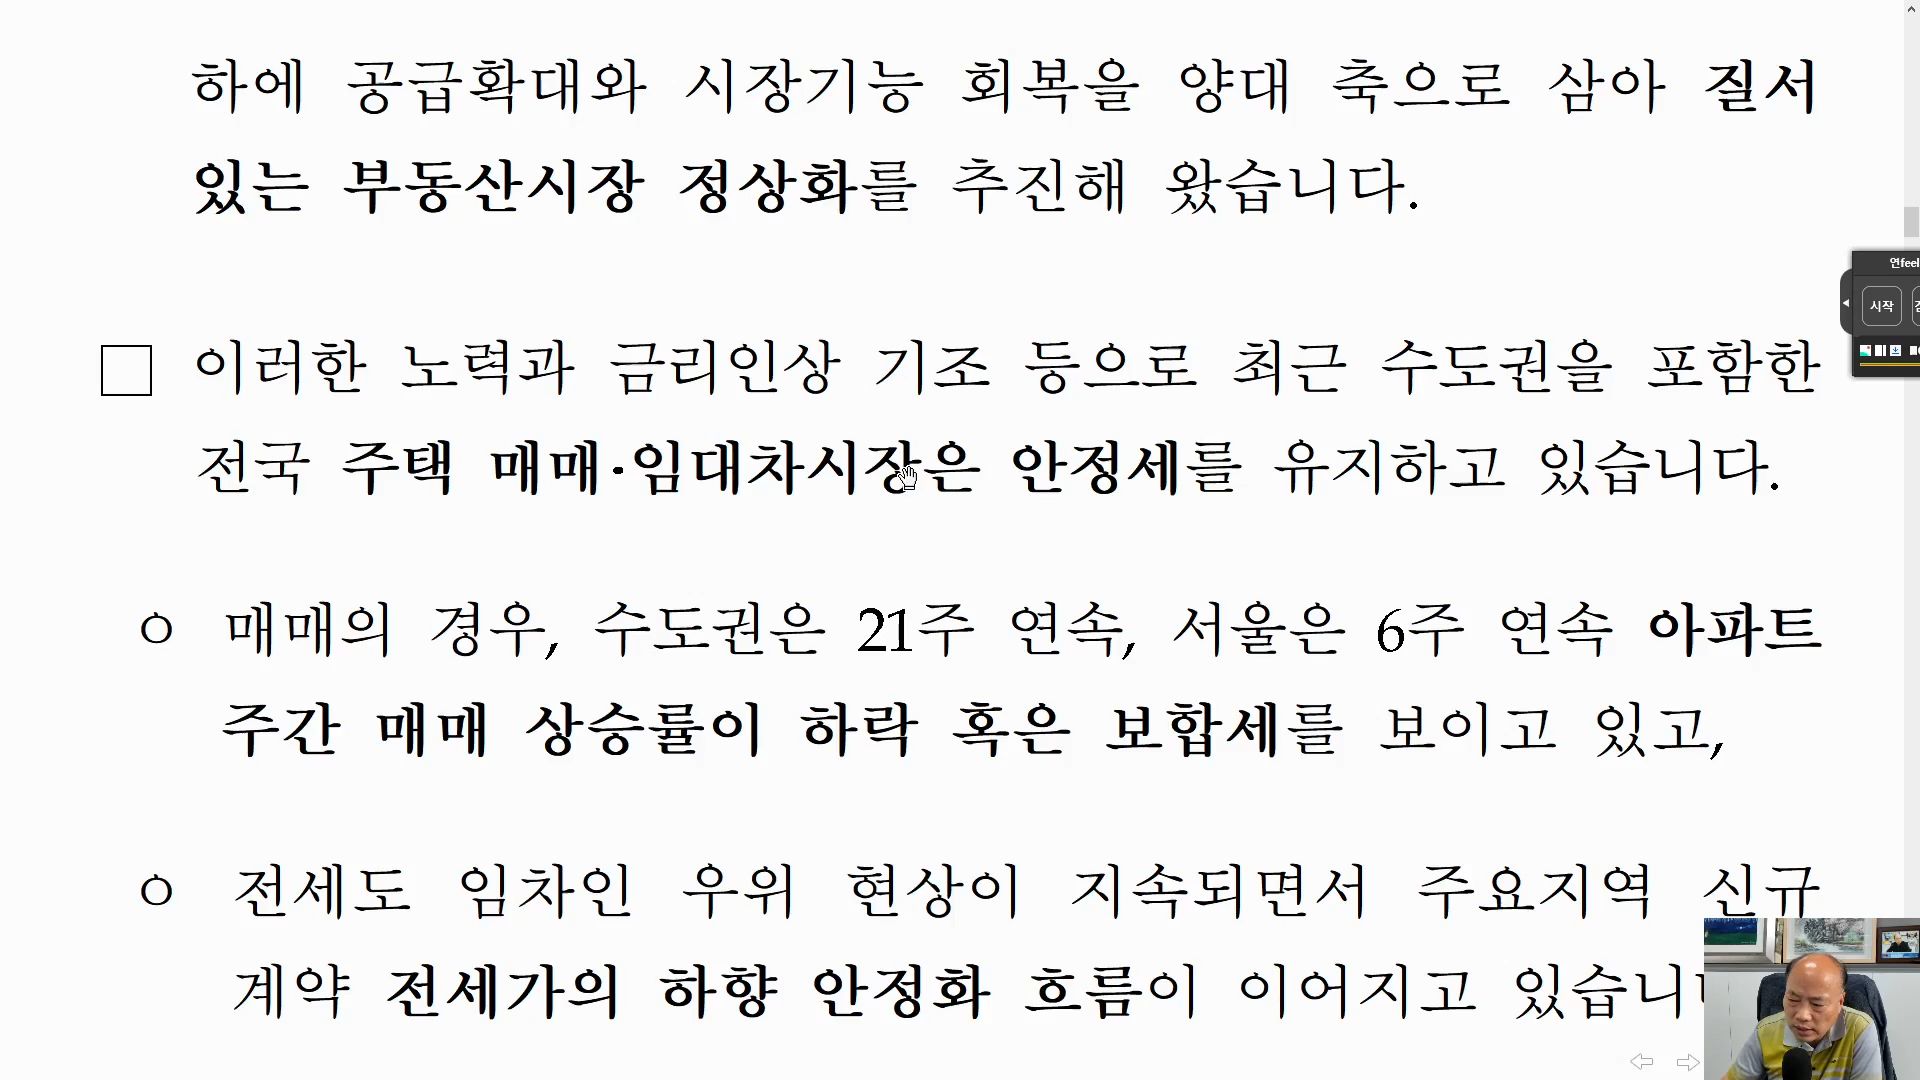 하에 공급확대와 시장기능 회복을 양대 축으로 삼아 질서
있는 부동산시장 정상화를 추진해 왔습니다.
연feel
시작
□ 이러한 노력과 금리인상 기조 등으로 최근 수도권을 포함한
전국 주택 매매·임대차시장은 안정세를 유지하고 있습니다.
ㅇ 매매의 경우, 수도권은 21주 연속, 서울은 6주 연속 아파트
주간 매매 상승률이 하락 혹은 보합세를 보이고 있고,
ㅇ 전세도 임차인 우위 현상이 지속되면서 주요지역 신규
계약 전세가의 하향 안정화 흐름이 이어지고 있습니